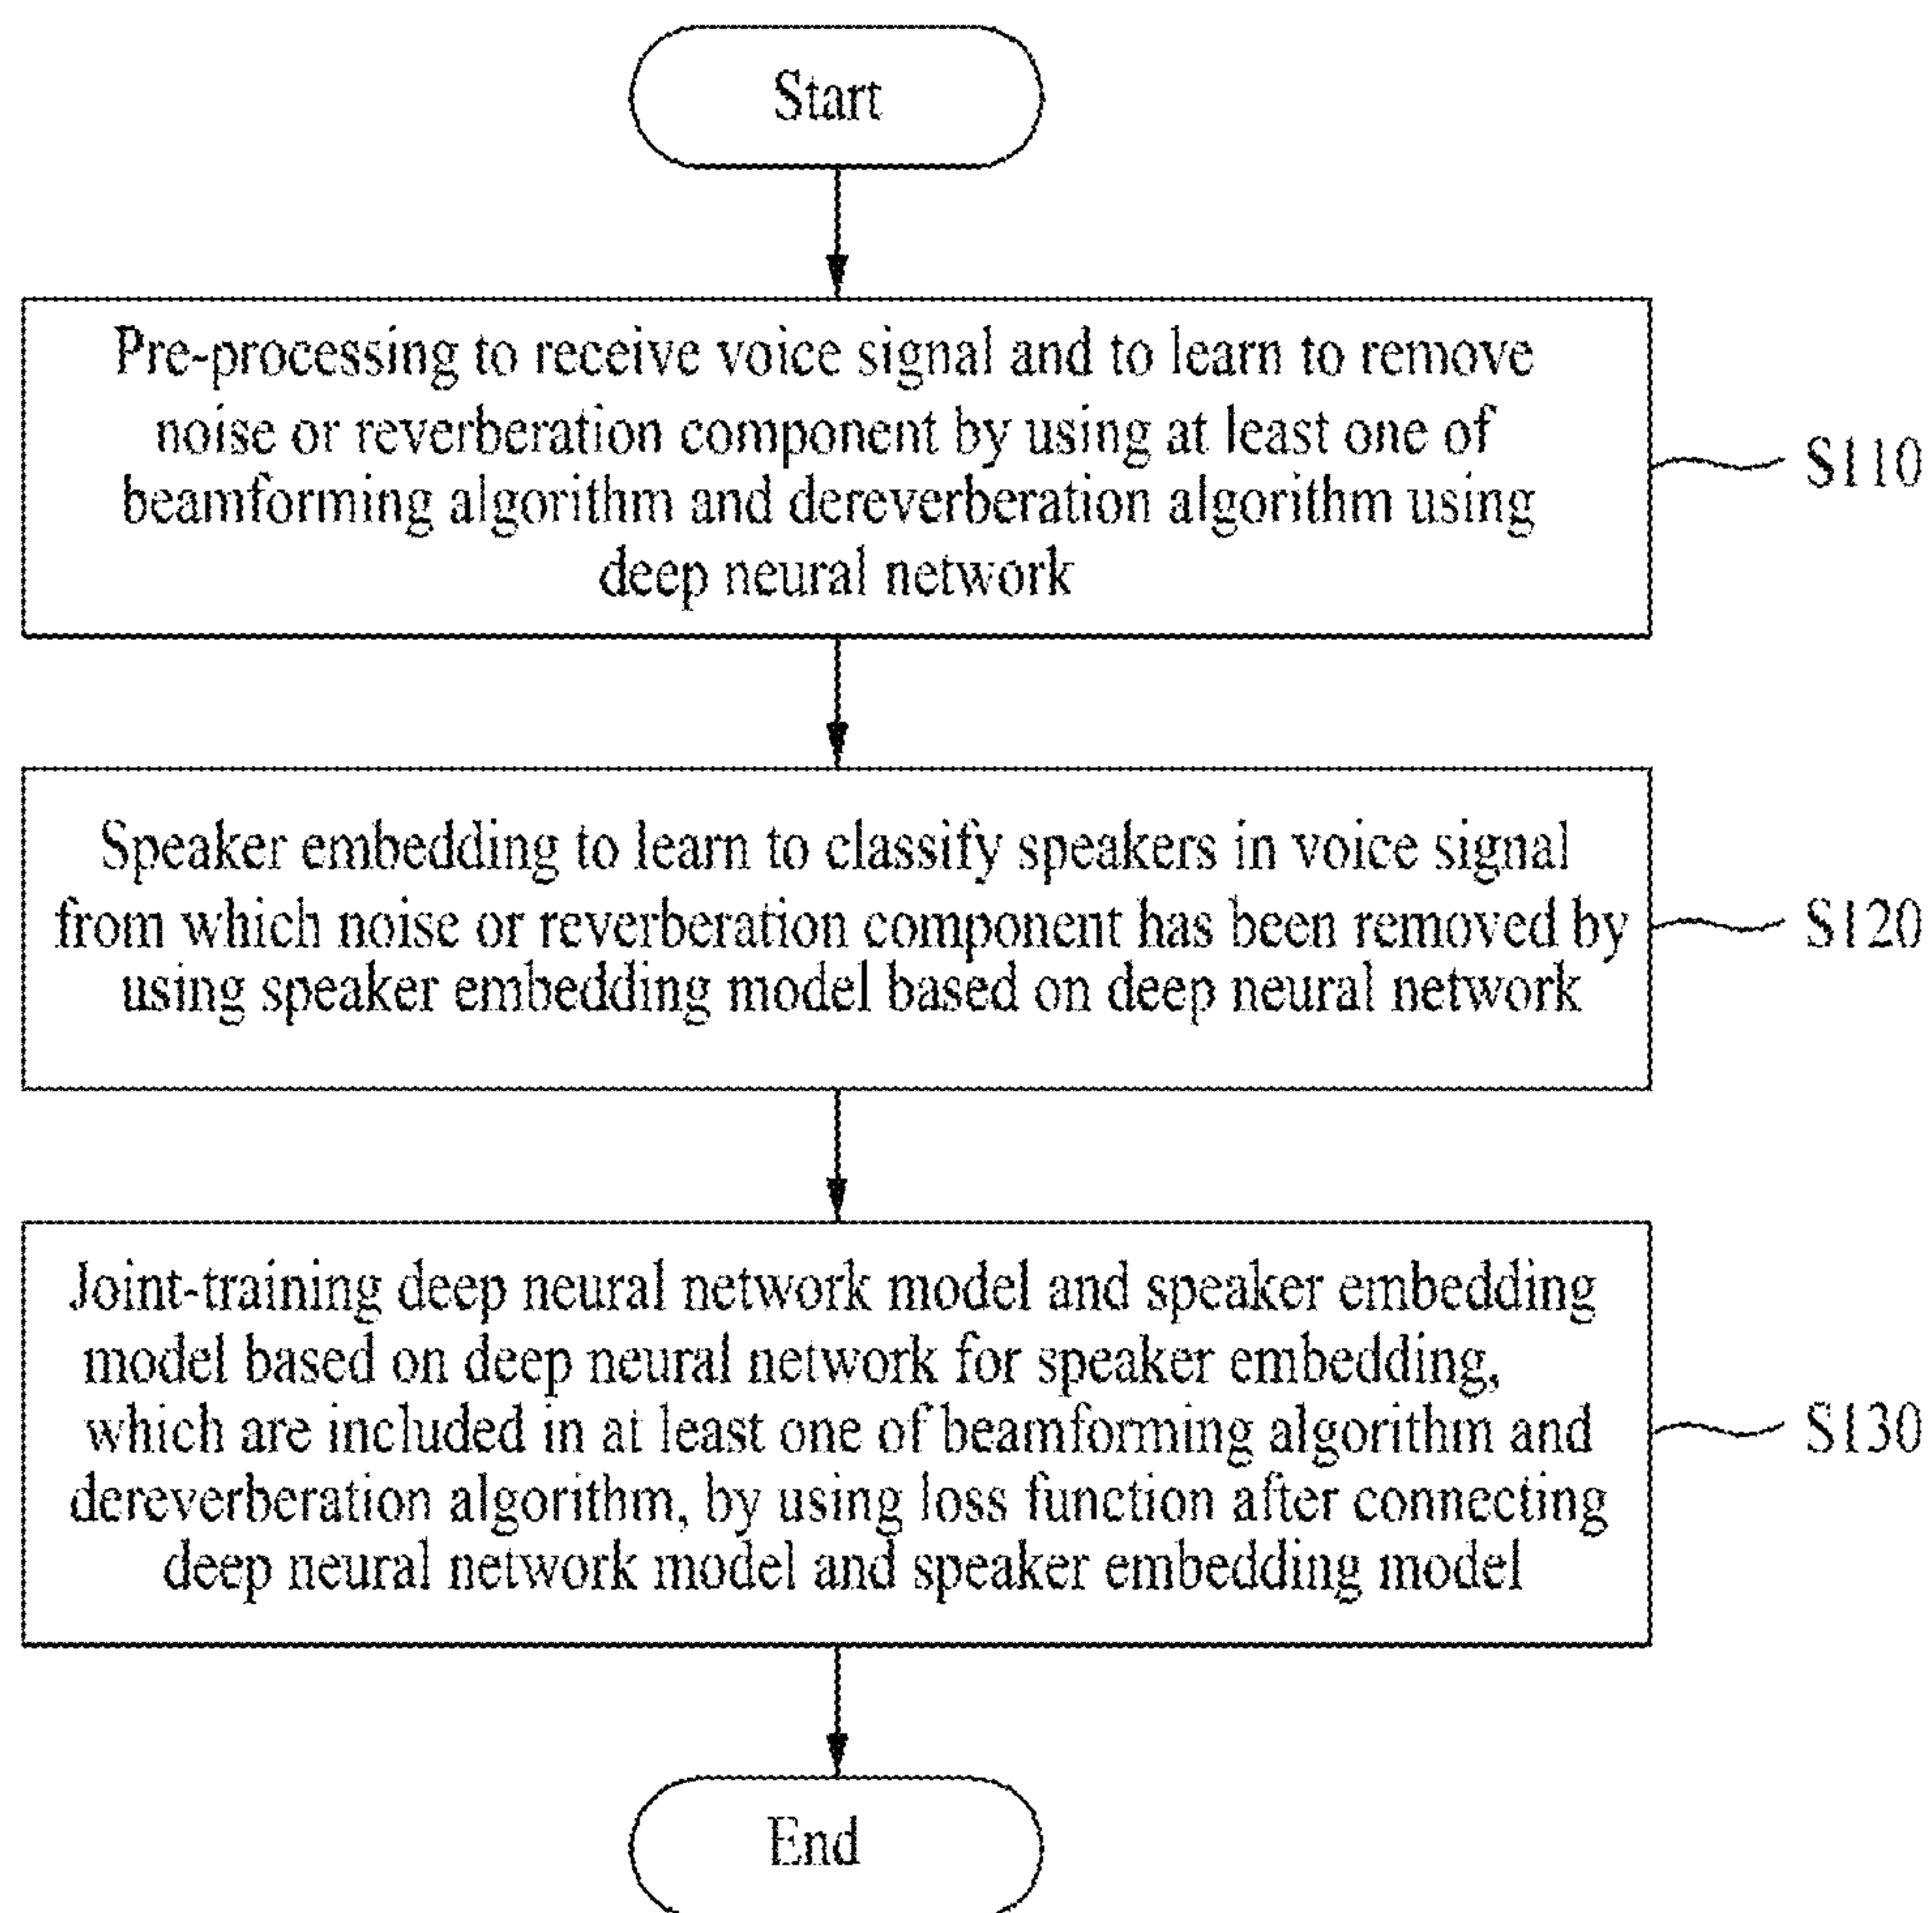 Start
Pre-processing to receive voice signal and to learn to remove
noise or reverberation component by using at least one of
beamforming algorithm and dereverberation algorithm using
deep neural network
S110
Speaker embedding to learn to classify speakers in voice signal
from which noise or reverberation component has been removed by
using speaker embedding model based on deep neural network
S120
Joint-training deep neural network model and speaker embedding
model based on deep neural network for speaker embedding,
which are included in at least one of beamforming algorithm and
dereverberation algorithm, by using loss function after connecting
deep neural network model and speaker embedding model
S130
End